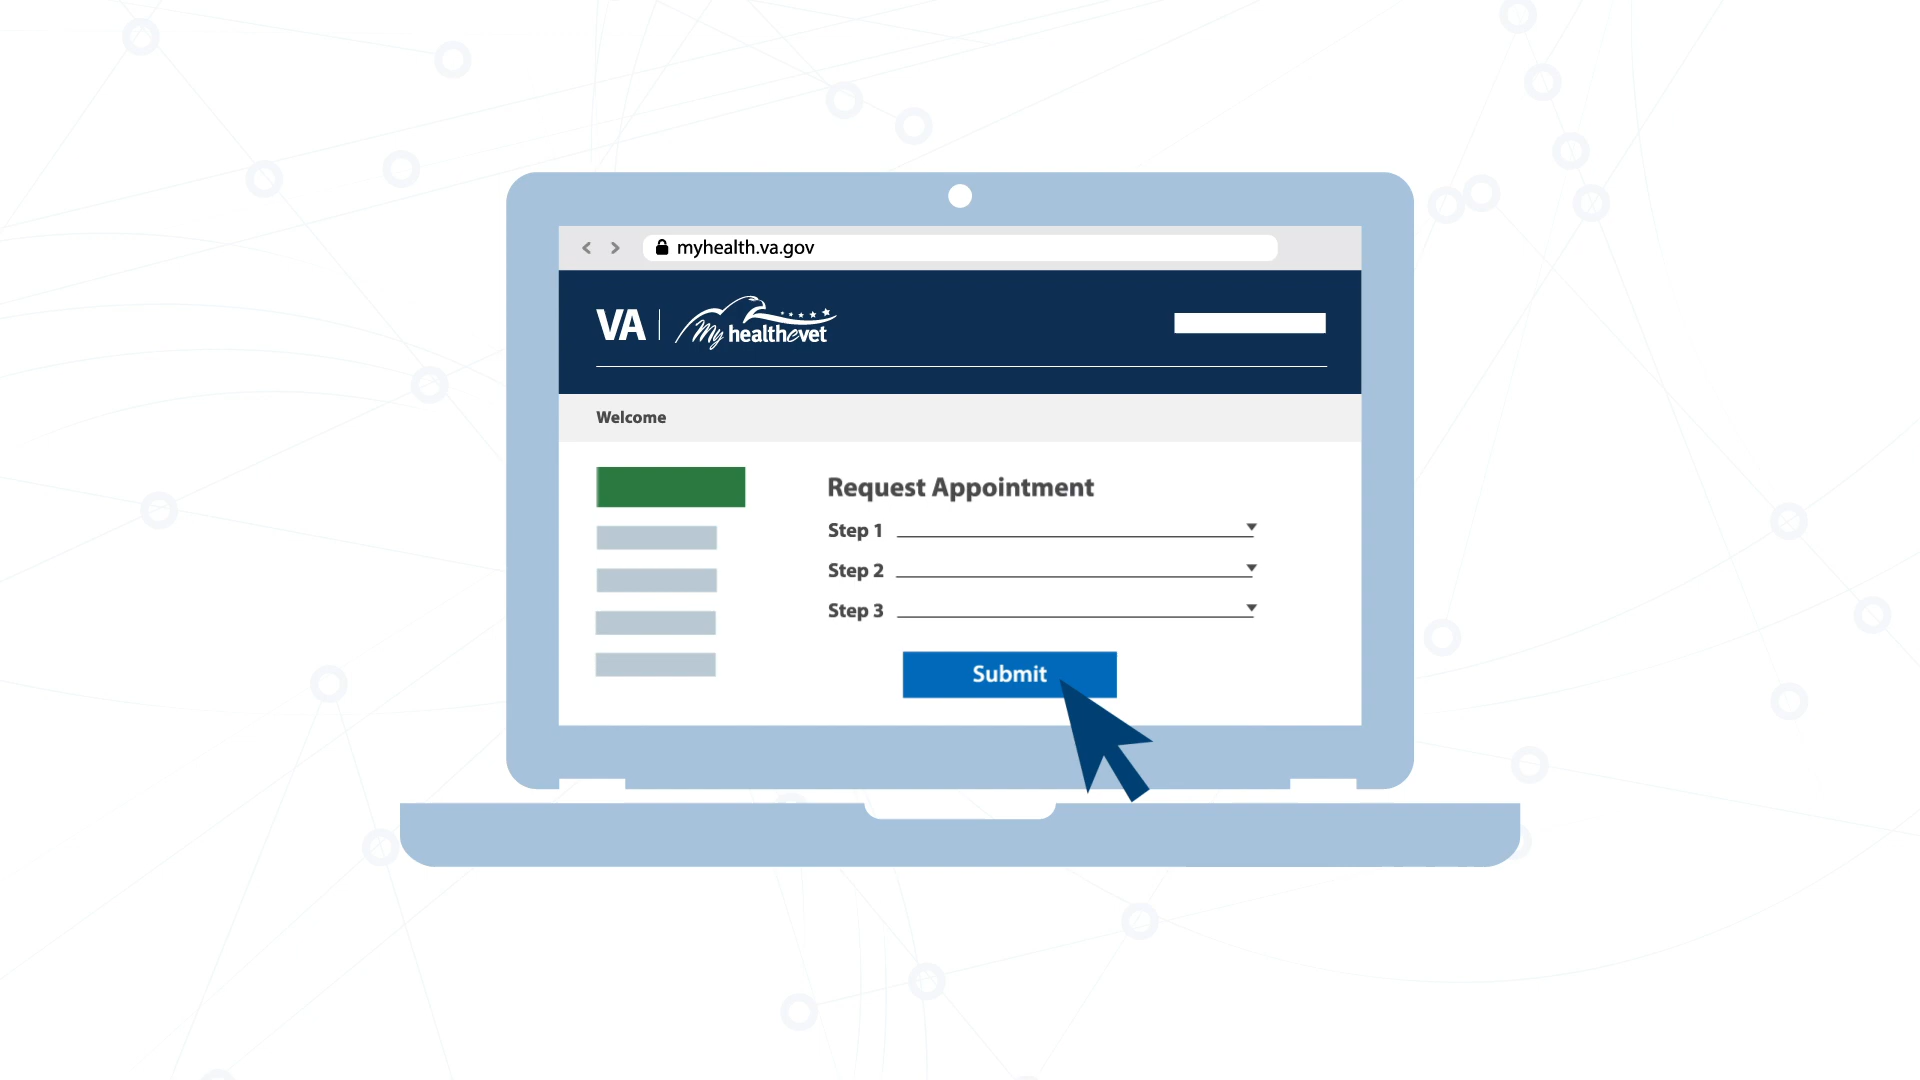 myhealth.va.gov
VA | My healthevet
Welcome
Request Appointment
Step 1
Step 2
Step 3
Submit